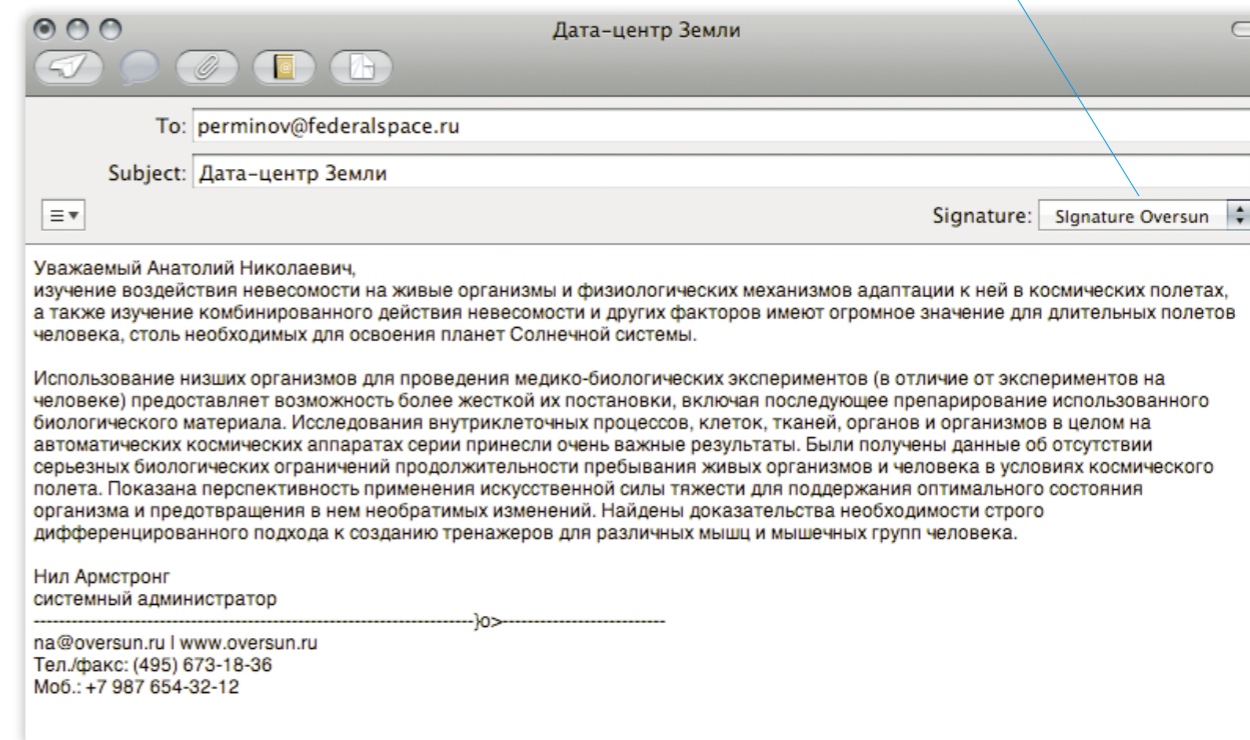 Дата-центр Земли
To: perminov@federalspace.ru
Subject: Дата-центр Земли
Signature: SIgnature Oversun
Уважаемый Анатолий Николаевич,
изучение воздействия невесомости на живые организмы и физиологических механизмов адаптации к ней в космических полетах,
а также изучение комбинированного действия невесомости и других факторов имеют огромное значение для длительных полетов
человека, столь необходимых для освоения планет Солнечной системы.
Использование низших организмов для проведения медико-биологических экспериментов (в отличие от экспериментов на
человеке) предоставляет возможность более жесткой их постановки, включая последующее препарирование использованного
биологического материала. Исследования внутриклеточных процессов, клеток, тканей, органов и организмов в целом на
автоматических космических аппаратах серии принесли очень важные результаты. Были получены данные об отсутствии
серьезных биологических ограничений продолжительности пребывания живых организмов и человека в условиях космического
полета. Показана перспективность применения искусственной силы тяжести для поддержания оптимального состояния
организма и предотвращения в нем необратимых изменений. Найдены доказательства необходимости строго
дифференцированного подхода к созданию тренажеров для различных мышц и мышечных групп человека.
Нил Армстронг
системный администратор
-----------------------------------------------------------------------}o>--------------------------
na@oversun.ru l www.oversun.ru
Тел./факс: (495) 673-18-36
Моб.: +7 987 654-32-12